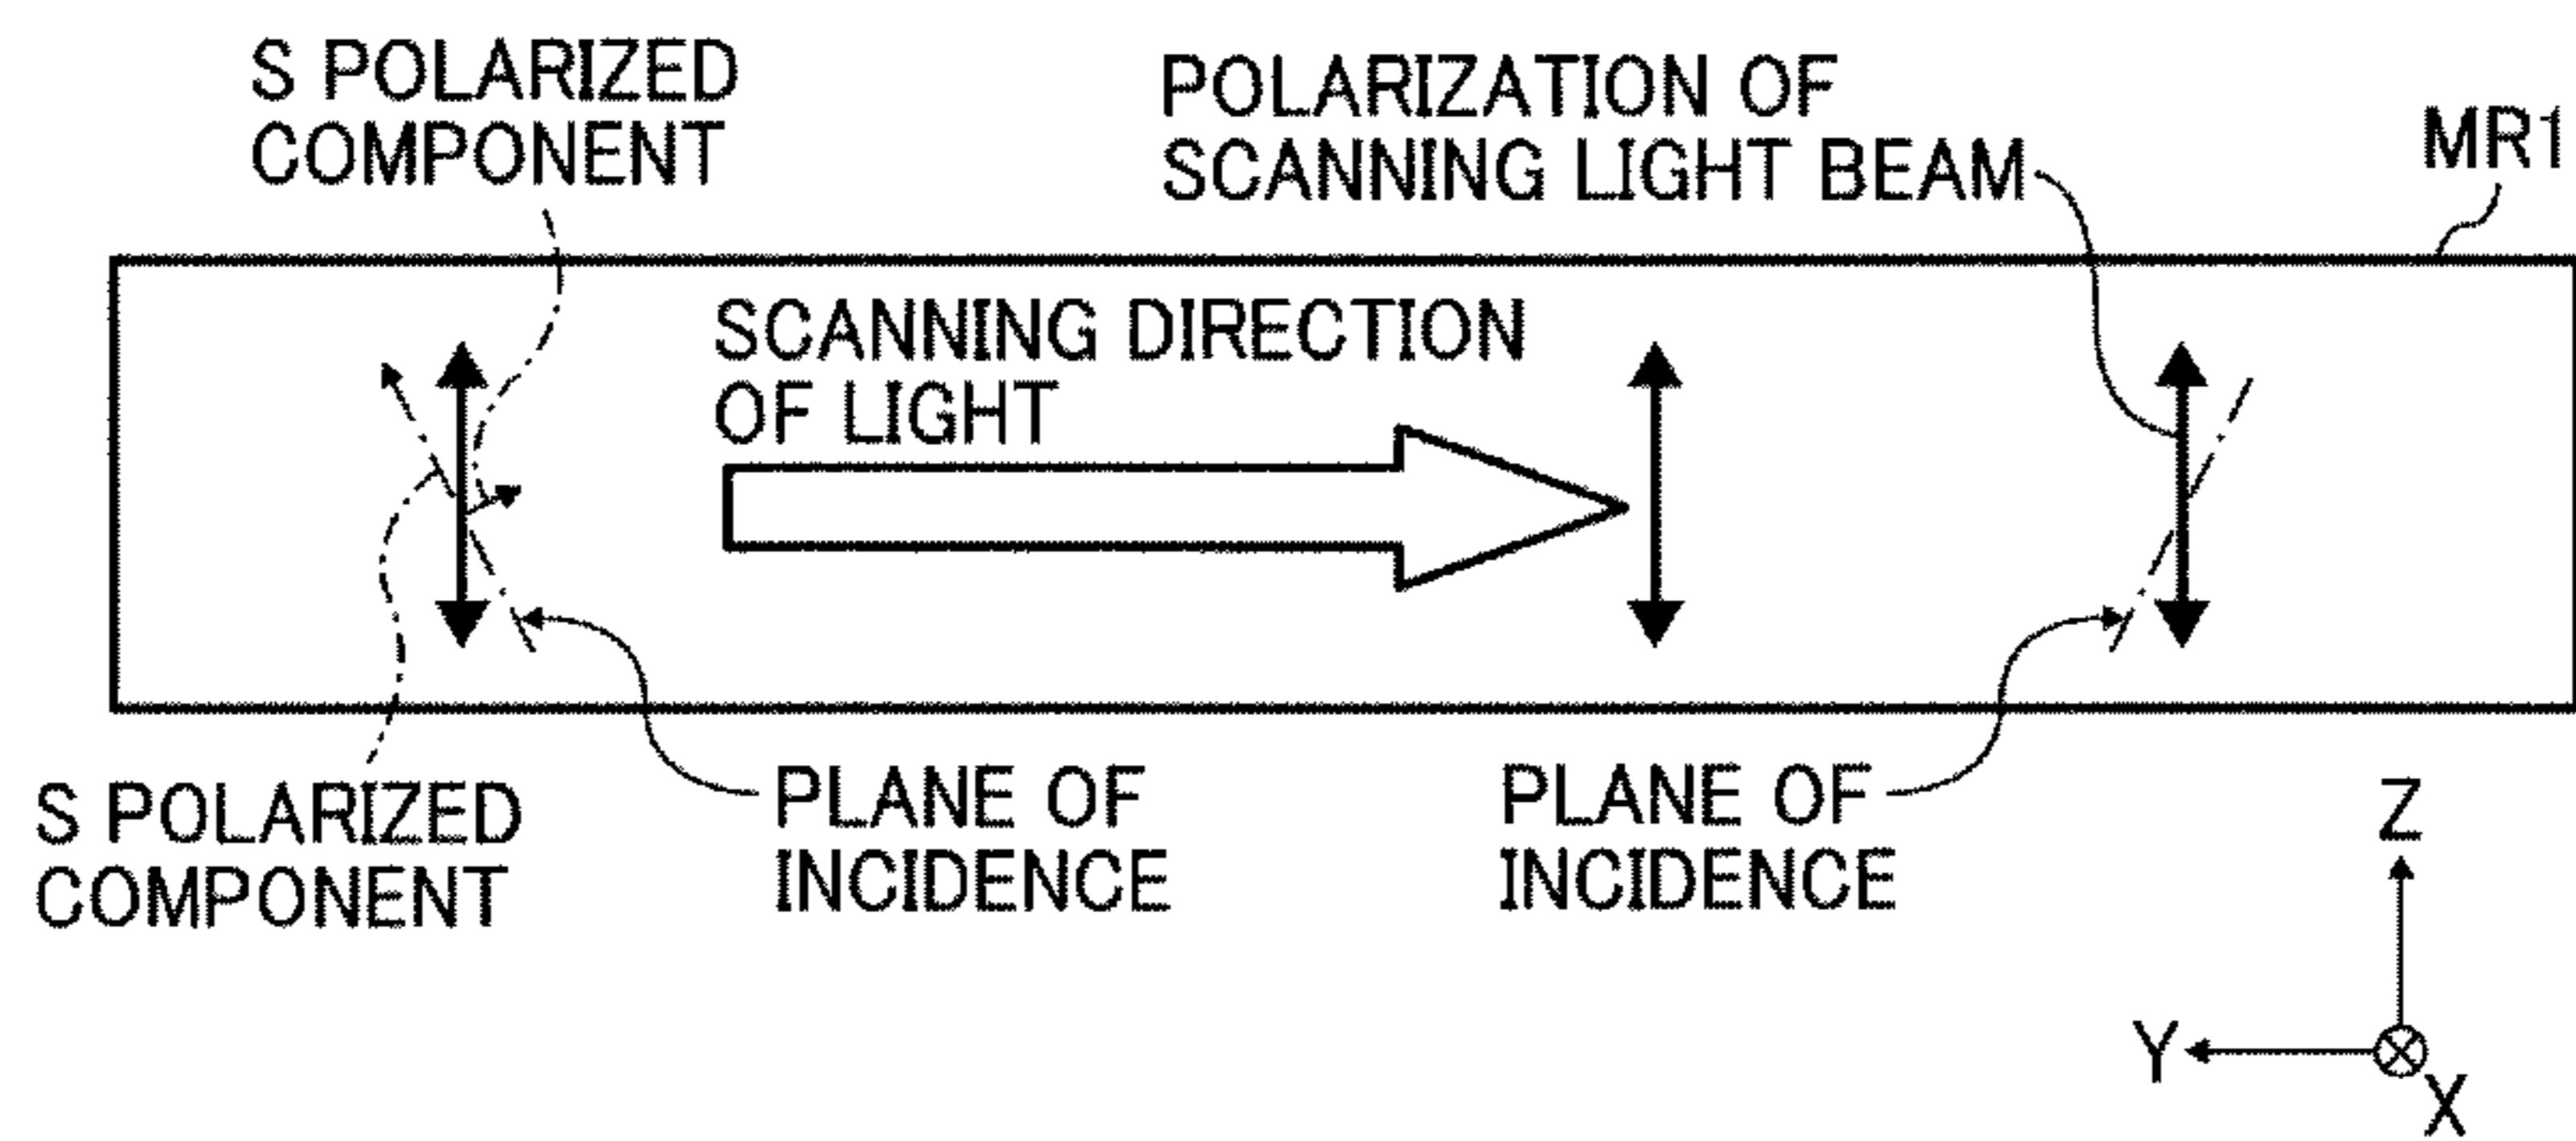 S POLARIZED
COMPONENT
POLARIZATION OF
SCANNING LIGHT BEAM
MR1
SCANNING DIRECTION
OF LIGHT
S POLARIZED
COMPONENT
PLANE OF
INCIDENCE
PLANE OF
INCIDENCE
Z
Y
X